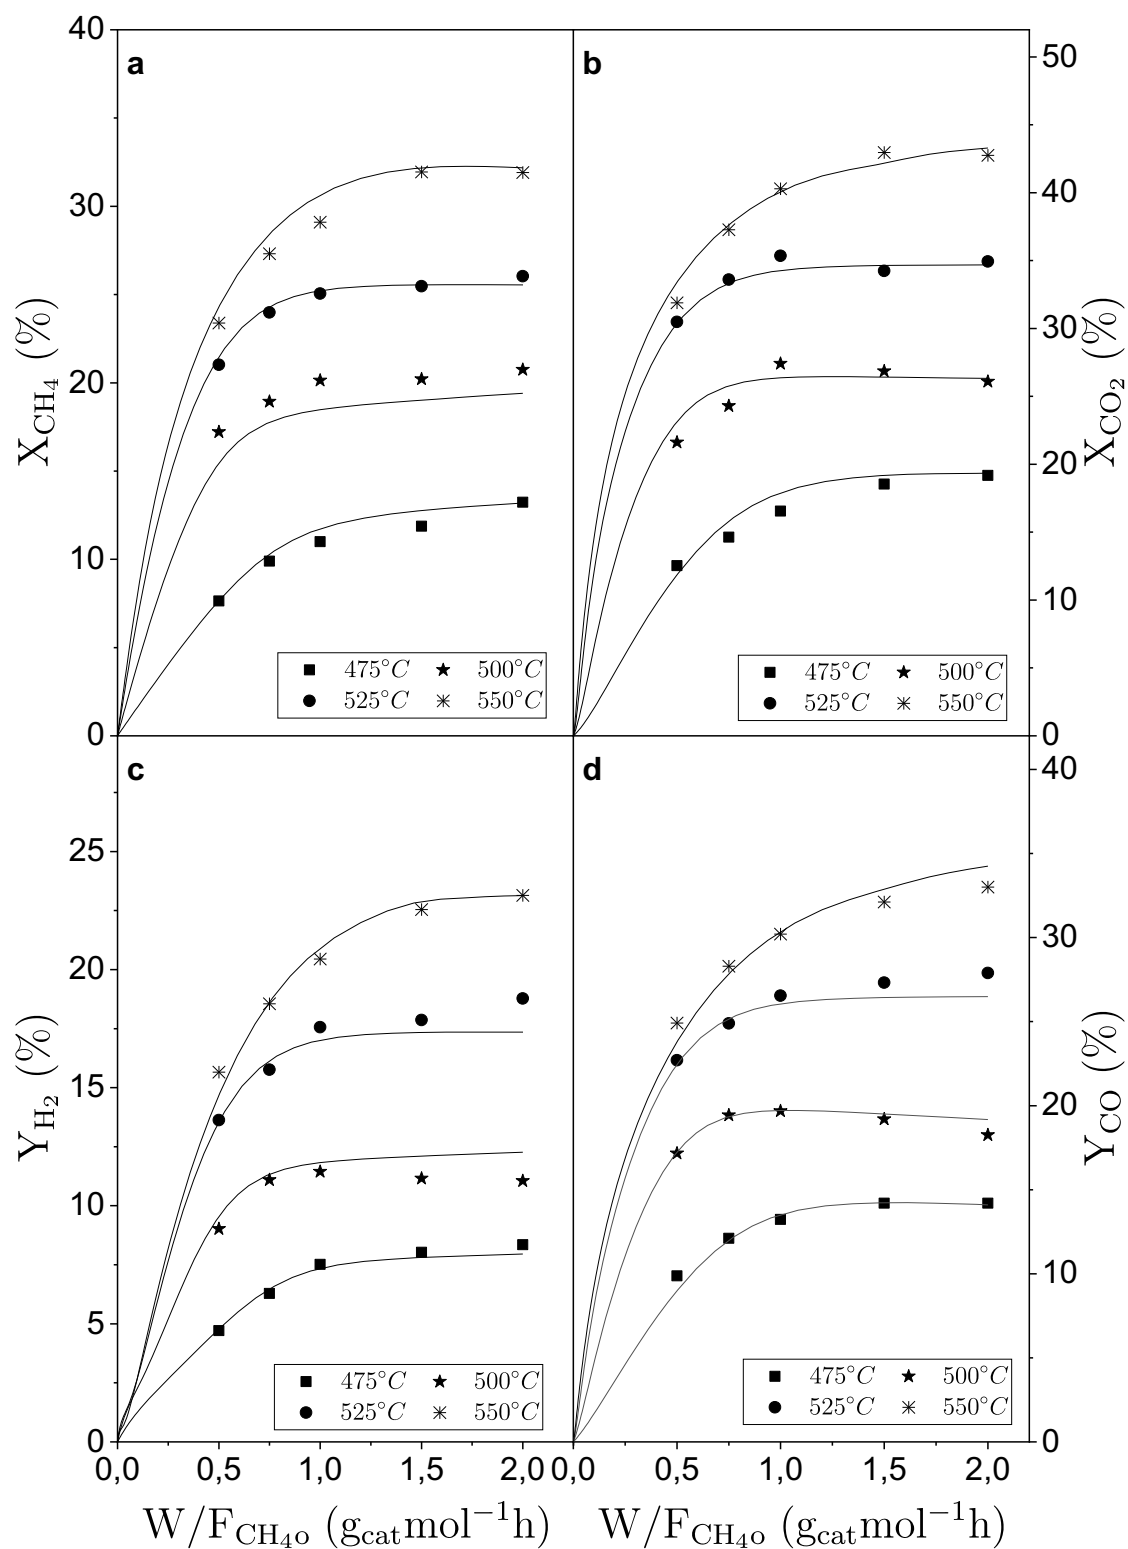 a
40
30
20
10
0
X_CH₄ (%)
475°C 500°C
525°C 550°C
b
50
40
30
20
10
0
X_CO₂ (%)
475°C 500°C
525°C 550°C
c
25
20
15
10
5
0
Y_H₂ (%)
475°C 500°C
525°C 550°C
0,0 0,5 1,0 1,5 2,0
W/F_CH₄o (g_cat mol⁻¹h)
d
40
30
20
10
0
Y_CO (%)
475°C 500°C
525°C 550°C
0,0 0,5 1,0 1,5 2,0
W/F_CH₄o (g_cat mol⁻¹h)